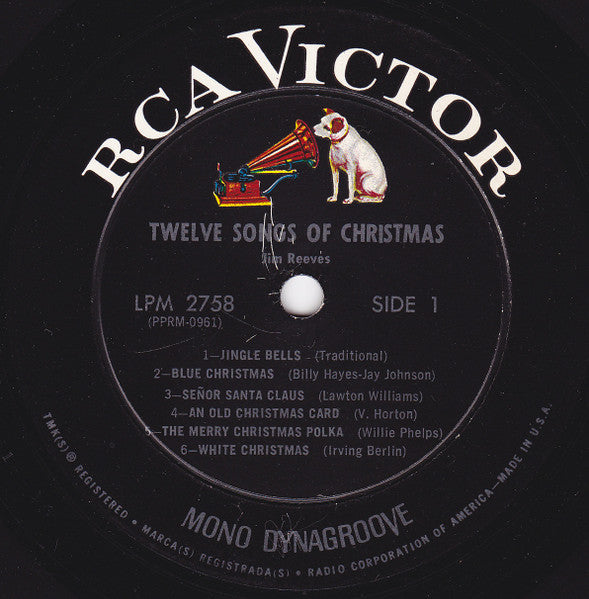 RCA VICTOR
TWELVE SONGS OF CHRISTMAS
Jim Reeves
LPM 2758 SIDE 1
(PPRM-0961)
1—JINGLE BELLS (Traditional)
2—BLUE CHRISTMAS (Billy Hayes-Jay Johnson)
3—SEÑOR SANTA CLAUS (Lawton Williams)
4—AN OLD CHRISTMAS CARD (V. Horton)
5—THE MERRY CHRISTMAS POLKA (Willie Phelps)
6—WHITE CHRISTMAS (Irving Berlin)
MONO DYNAGROOVE
TMK(S) ® REGISTERED • MARCA(S) REGISTRADA(S) • RADIO CORPORATION OF AMERICA—MADE IN U.S.A.